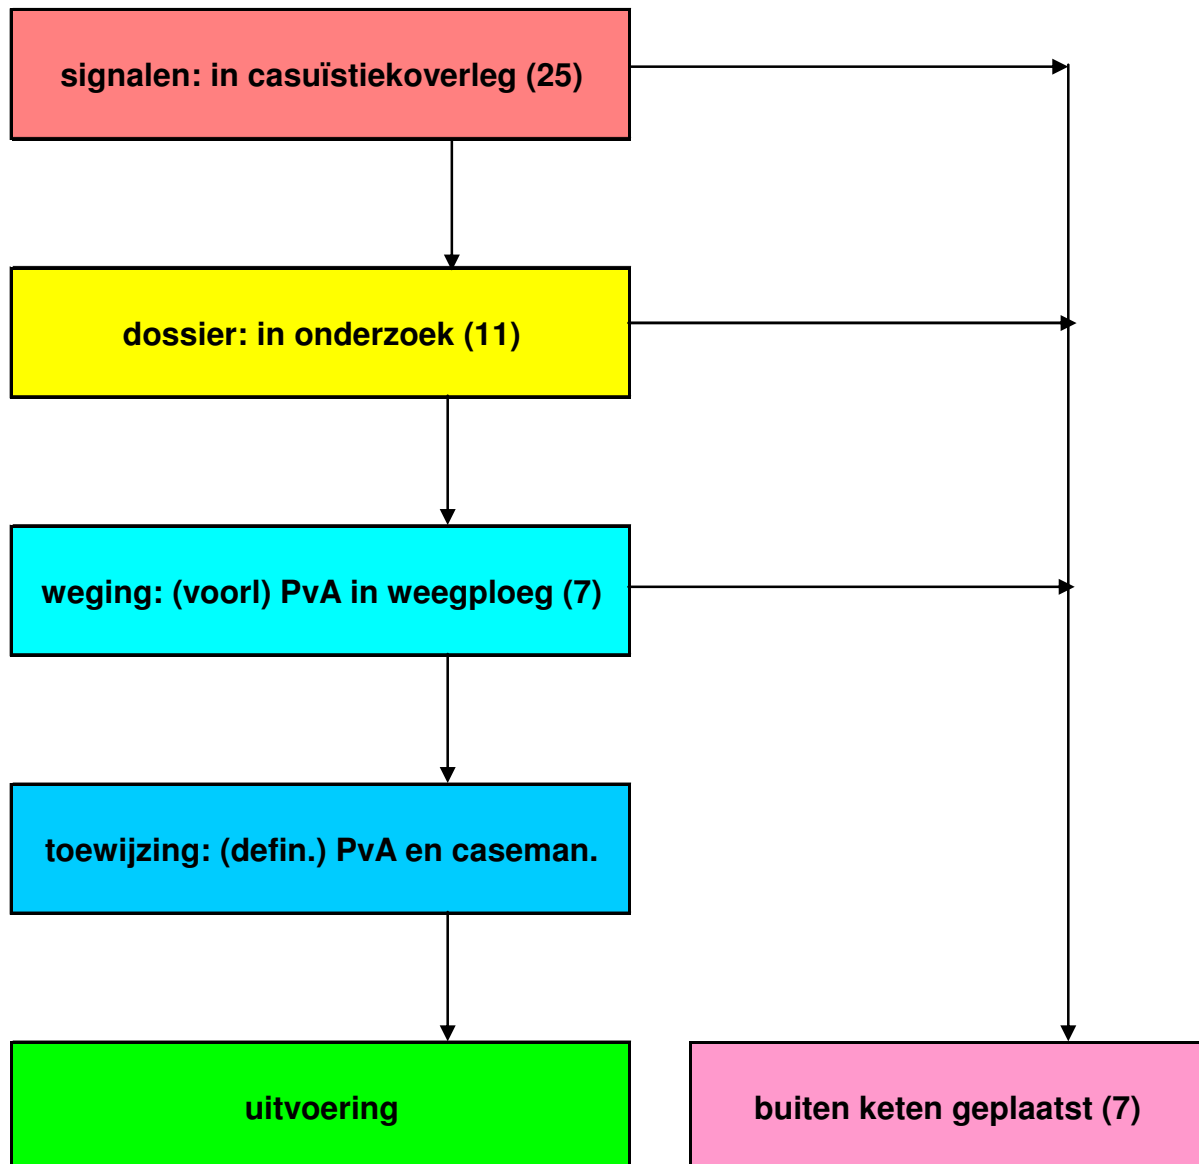 signalen: in casuïstiekoverleg (25)
dossier: in onderzoek (11)
weging: (voorl) PvA in weegploeg (7)
toewijzing: (defin.) PvA en caseman.
uitvoering
buiten keten geplaatst (7)